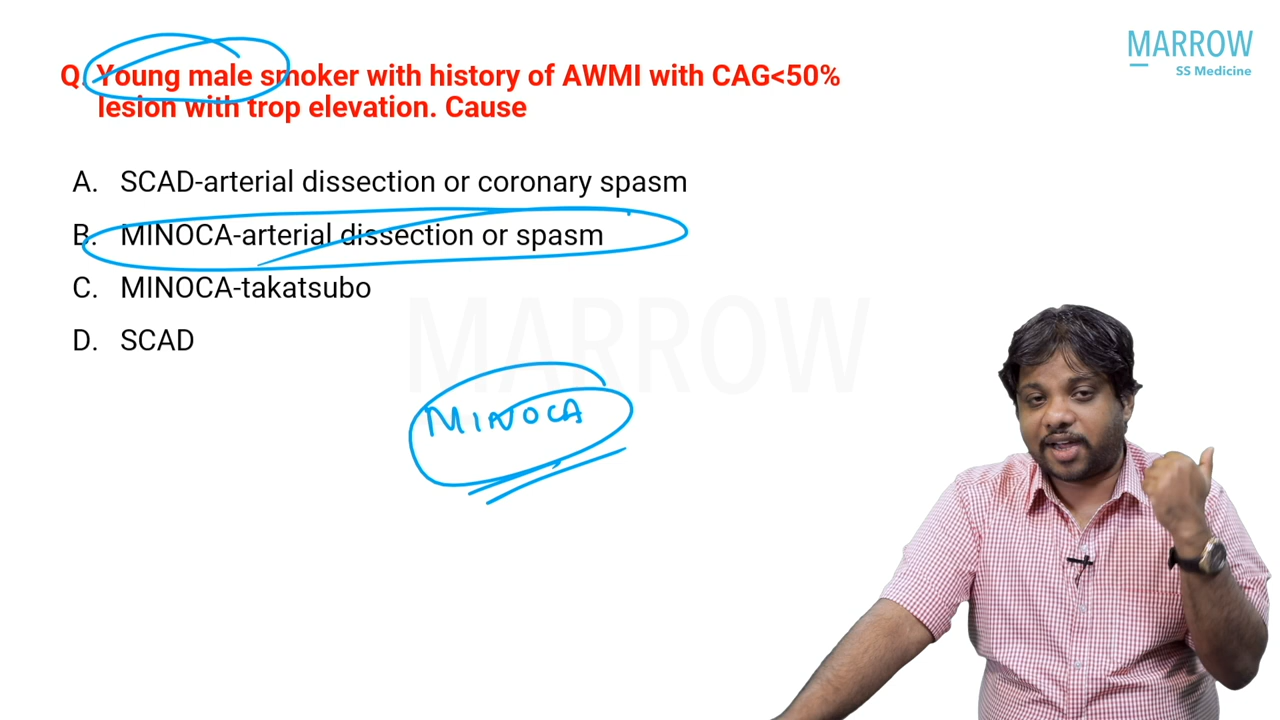 MARROW
SS Medicine
Q. Young male smoker with history of AWMI with CAG<50%
lesion with trop elevation. Cause
A. SCAD-arterial dissection or coronary spasm
B. MINOCA-arterial dissection or spasm
C. MINOCA-takatsubo
D. SCAD
MARROW
MINOCA